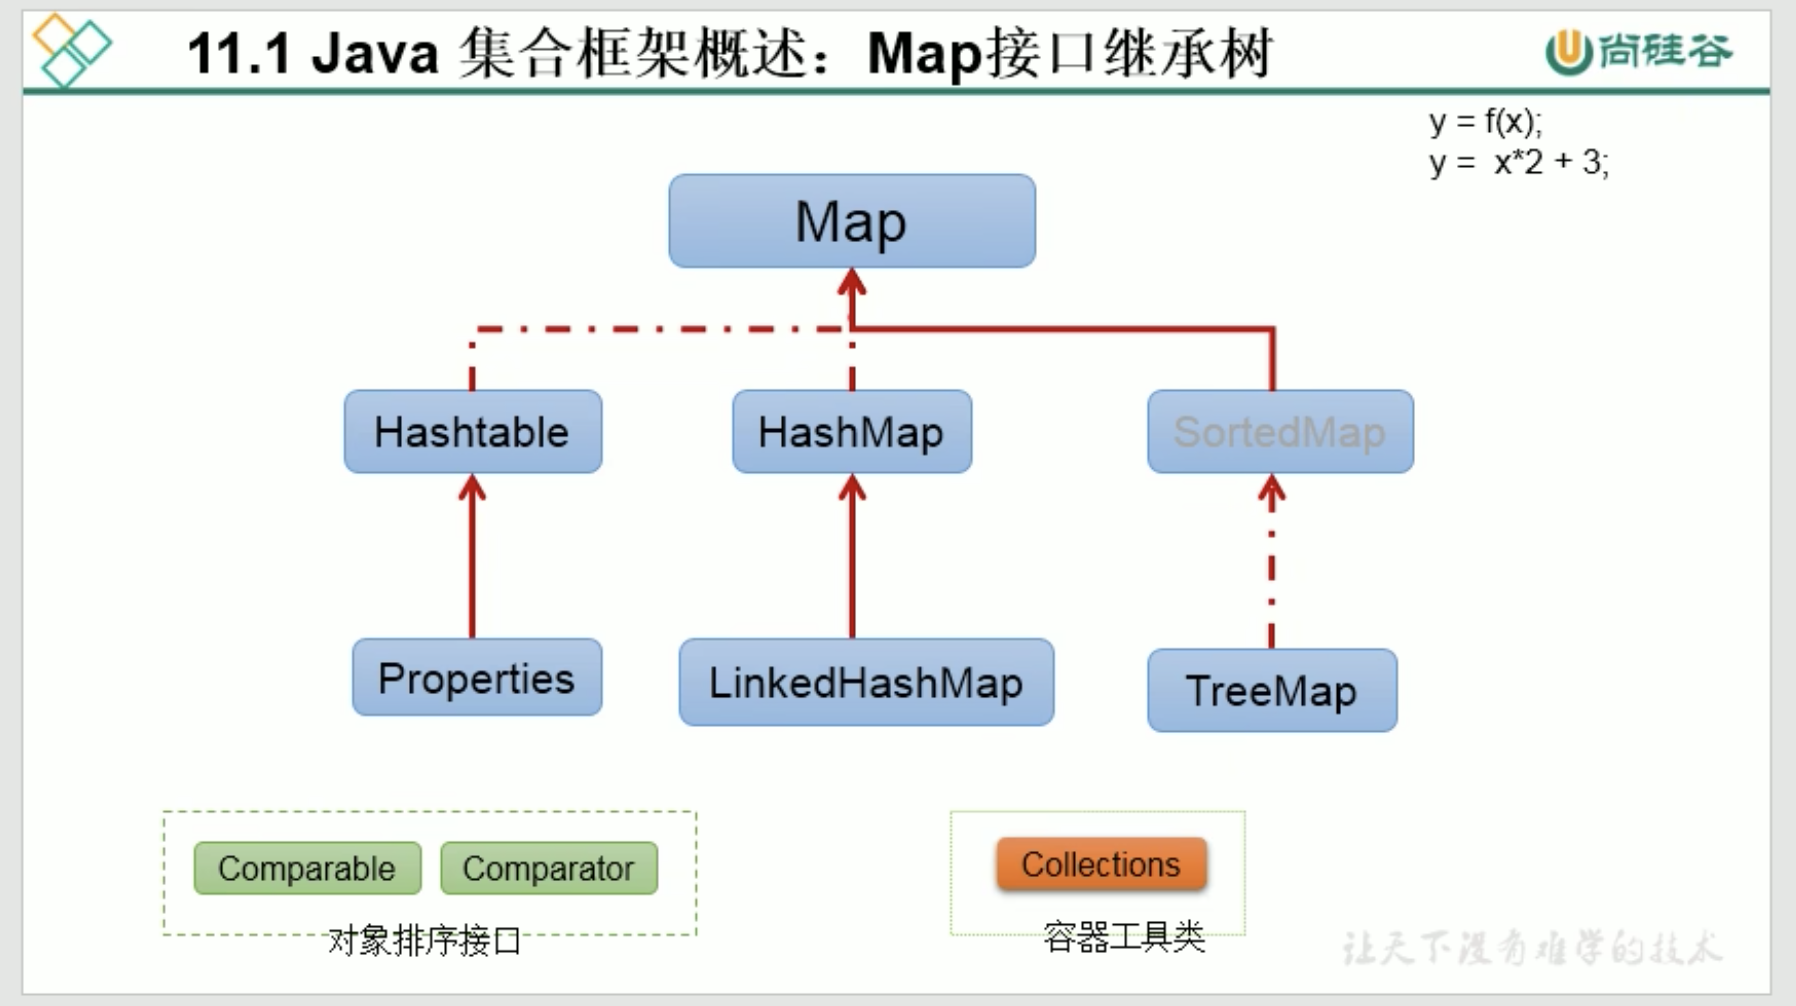 11.1 Java 集合框架概述：Map接口继承树
尚硅谷
y = f(x);
y =  x*2 + 3;
Map
Hashtable
HashMap
SortedMap
Properties
LinkedHashMap
TreeMap
Comparable
Comparator
对象排序接口
Collections
容器工具类
让天下没有难学的技术